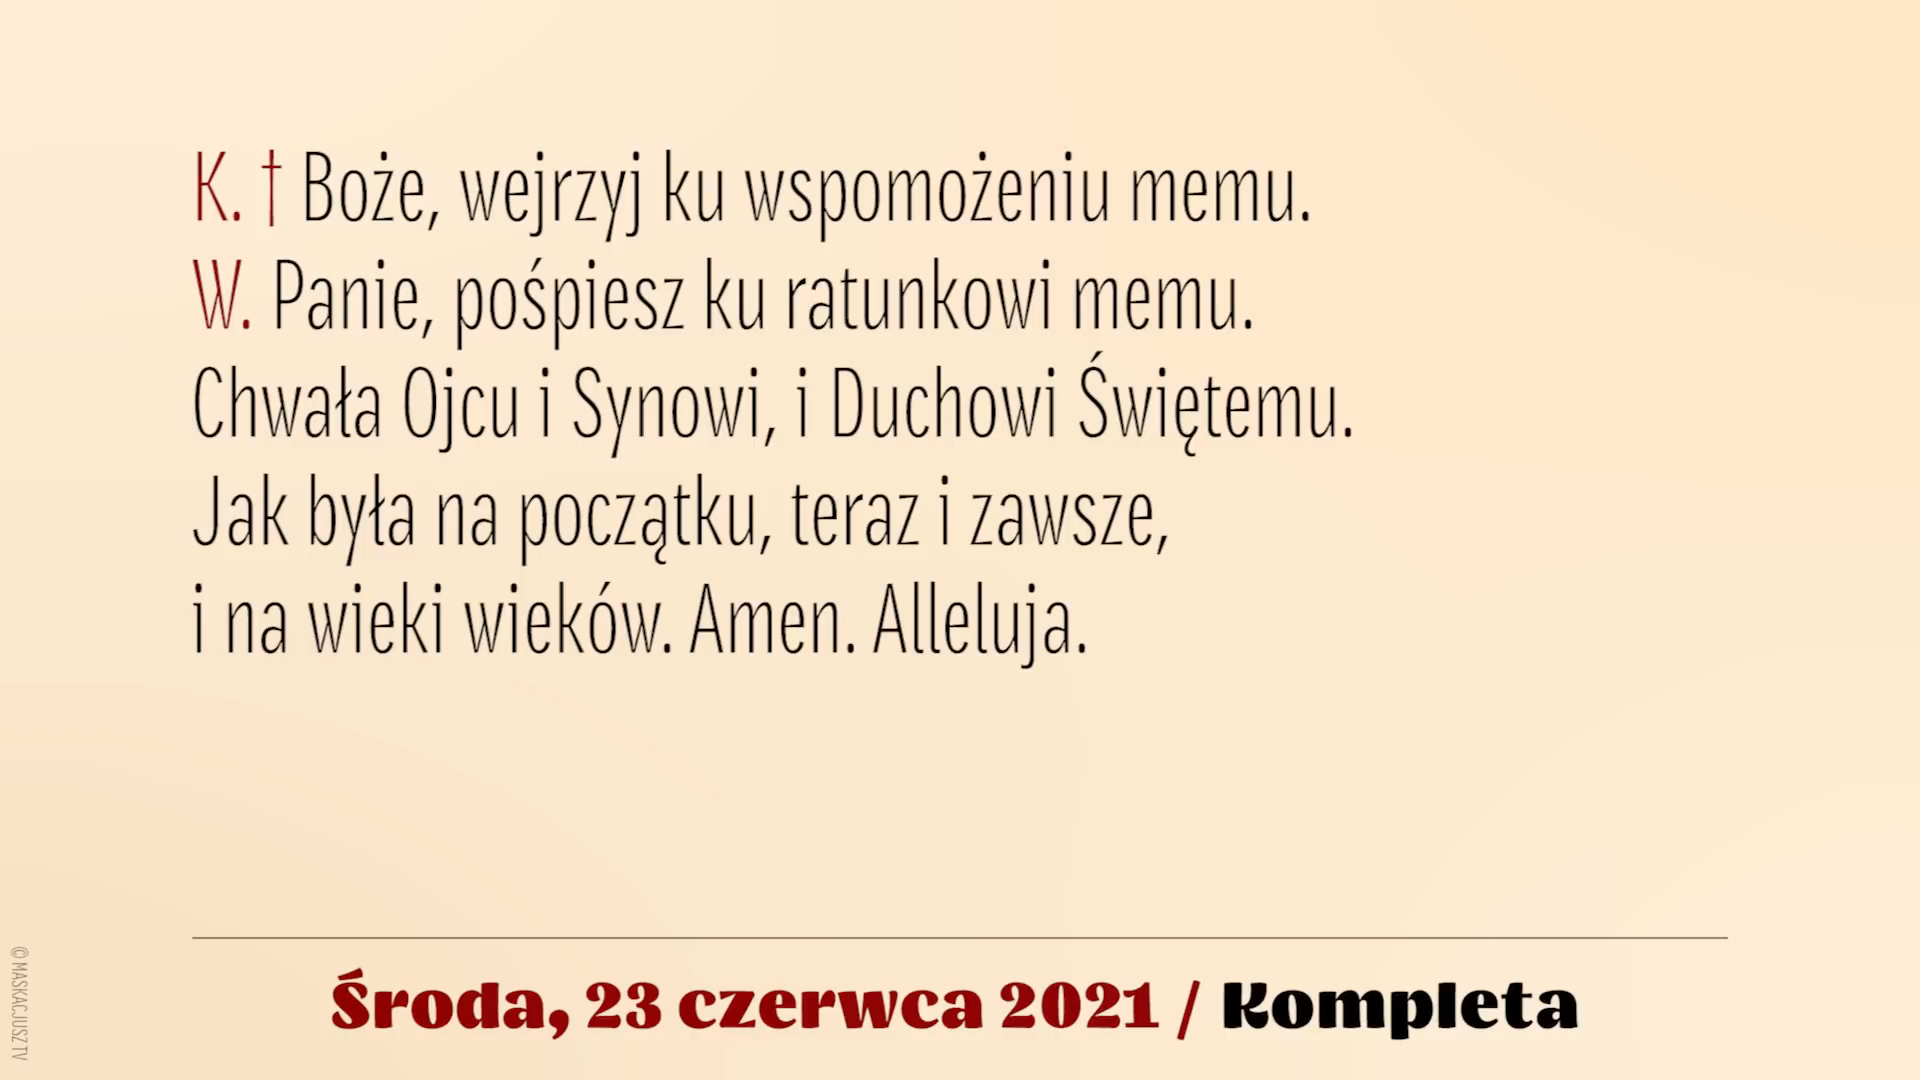 K. † Boże, wejrzyj ku wspomożeniu memu.
W. Panie, pośpiesz ku ratunkowi memu.
Chwała Ojcu i Synowi, i Duchowi Świętemu.
Jak była na początku, teraz i zawsze,
i na wieki wieków. Amen. Alleluja.
Środa, 23 czerwca 2021 / Kompleta
© MASKACJUSZ TV